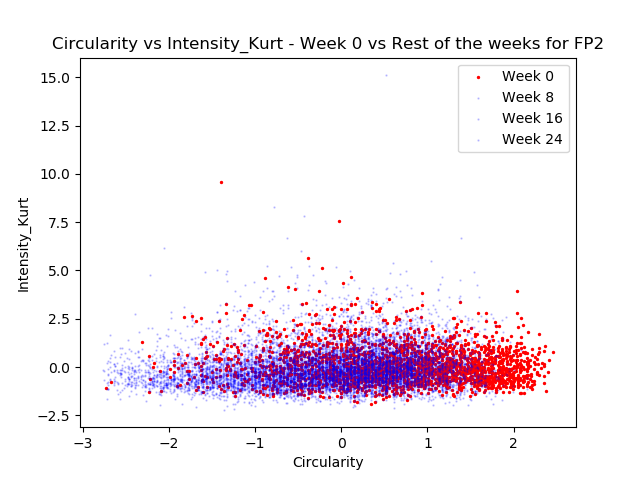 Circularity vs Intensity_Kurt - Week 0 vs Rest of the weeks for FP2
Week 0
Week 8
Week 16
Week 24
15.0
12.5
10.0
7.5
5.0
2.5
0.0
−2.5
Intensity_Kurt
−3
−2
−1
0
1
2
Circularity